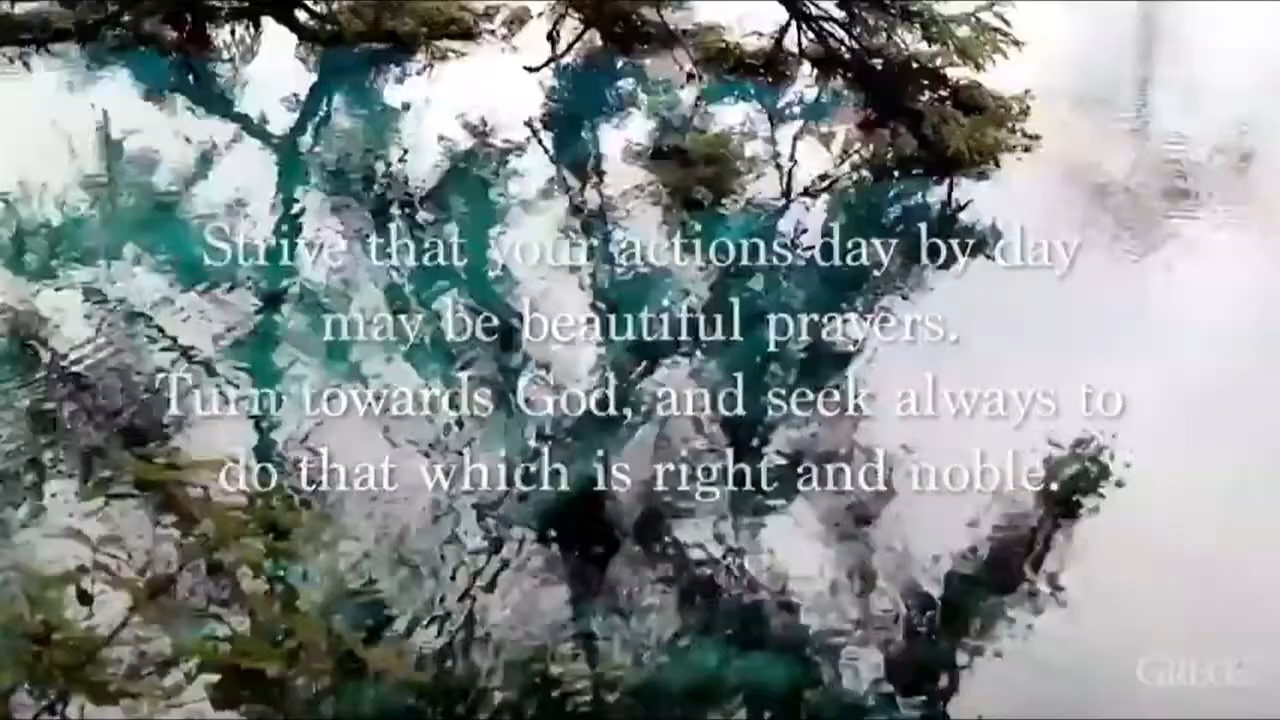 Strive that your actions day by day
may be beautiful prayers.
Turn towards God, and seek always to
do that which is right and noble.